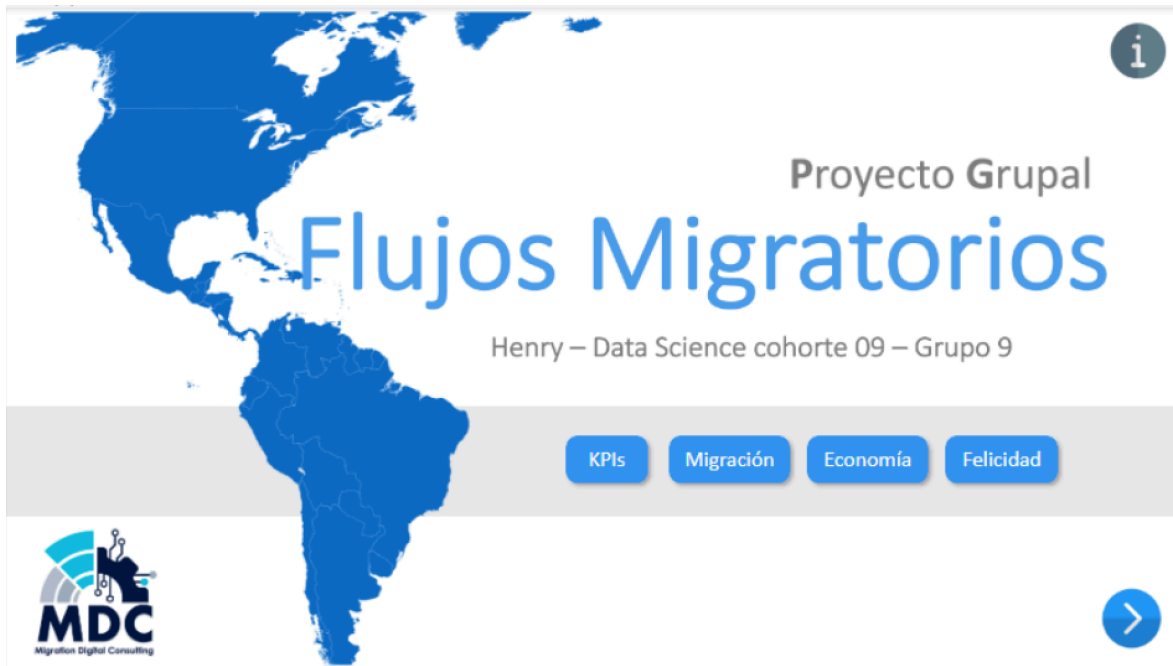 i
Proyecto Grupal
Flujos Migratorios
Henry – Data Science cohorte 09 – Grupo 9
KPIs Migración Economía Felicidad
MDC
Migration Digital Consulting